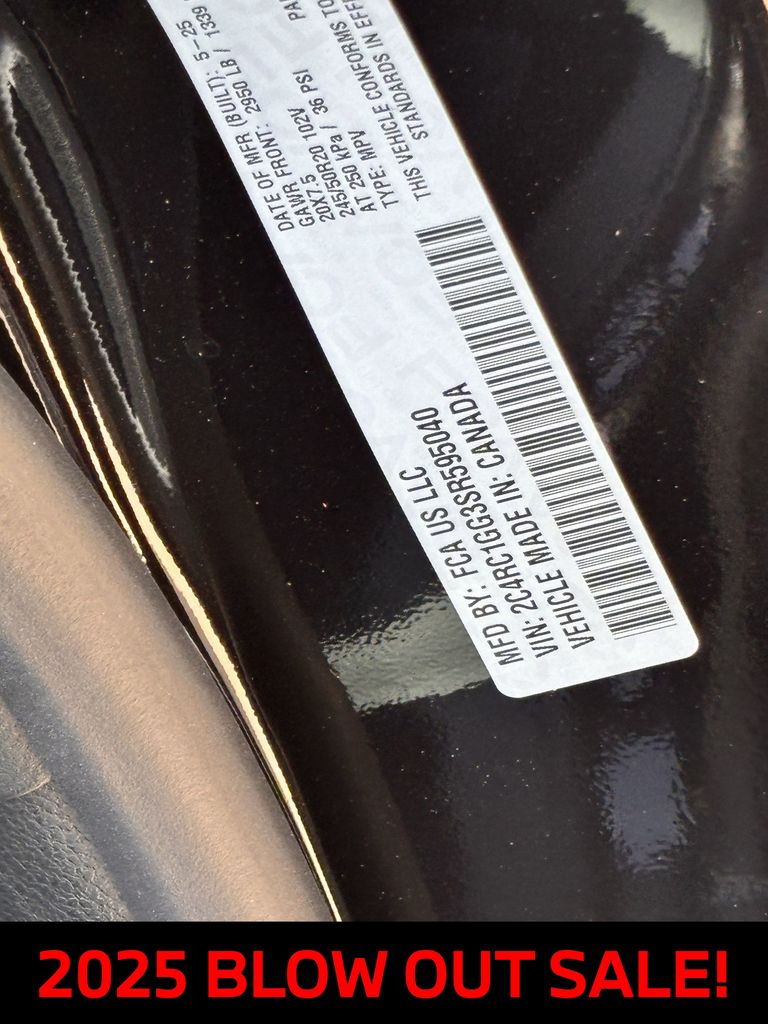 MFD BY: FCA US LLC
VIN: 2C4RC1GG3SR595040
VEHICLE MADE IN: CANADA
DATE OF MFR (BUILT): 5-25
GAWR FRONT: 2950 LB / 1339
20X7.5
245/50R20 102V
AT 250 KPa / 36 PSI
TYPE: MPV
THIS VEHICLE CONFORMS TO
STANDARDS IN
2025 BLOW OUT SALE!